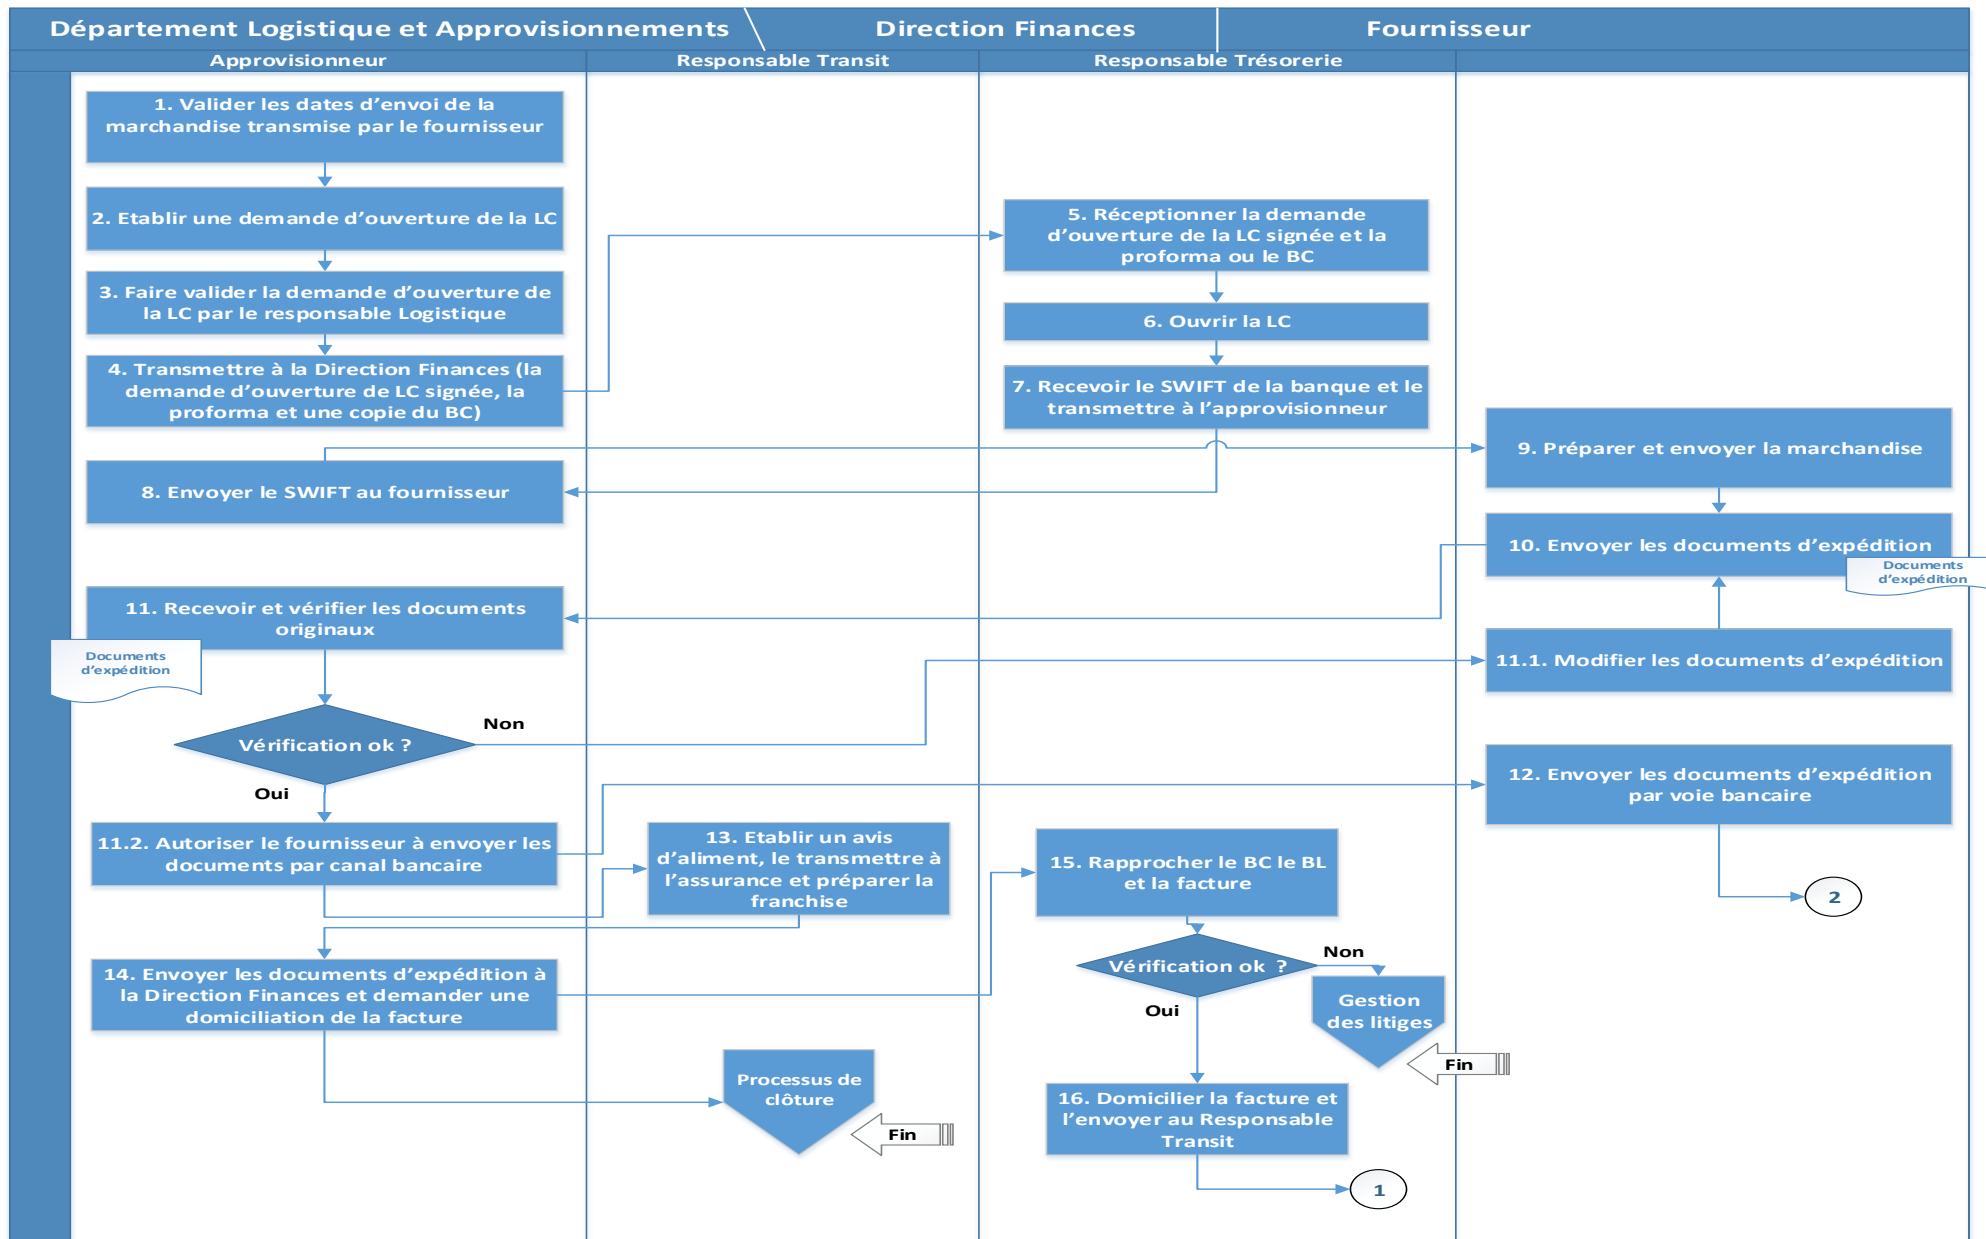 Département Logistique et Approvisionnements
Direction Finances
Fournisseur
Approvisionneur
Responsable Transit
Responsable Trésorerie
1. Valider les dates d’envoi de la
marchandise transmise par le fournisseur
2. Etablir une demande d’ouverture de la LC
3. Faire valider la demande d’ouverture de
la LC par le responsable Logistique
4. Transmettre à la Direction Finances (la
demande d’ouverture de LC signée, la
proforma et une copie du BC)
5. Réceptionner la demande
d’ouverture de la LC signée et la
proforma ou le BC
6. Ouvrir la LC
7. Recevoir le SWIFT de la banque et le
transmettre à l’approvisionneur
8. Envoyer le SWIFT au fournisseur
9. Préparer et envoyer la marchandise
10. Envoyer les documents d’expédition
Documents
d’expédition
11. Recevoir et vérifier les documents
originaux
Documents
d’expédition
11.1. Modifier les documents d’expédition
Vérification ok ?
Non
Oui
12. Envoyer les documents d’expédition
par voie bancaire
11.2. Autoriser le fournisseur à envoyer les
documents par canal bancaire
13. Etablir un avis
d’aliment, le transmettre à
l’assurance et préparer la
franchise
15. Rapprocher le BC le BL
et la facture
2
Vérification ok ?
Non
Oui
14. Envoyer les documents d’expédition à
la Direction Finances et demander une
domiciliation de la facture
Gestion
des litiges
Fin
Processus de
clôture
Fin
16. Domicilier la facture et
l’envoyer au Responsable
Transit
1